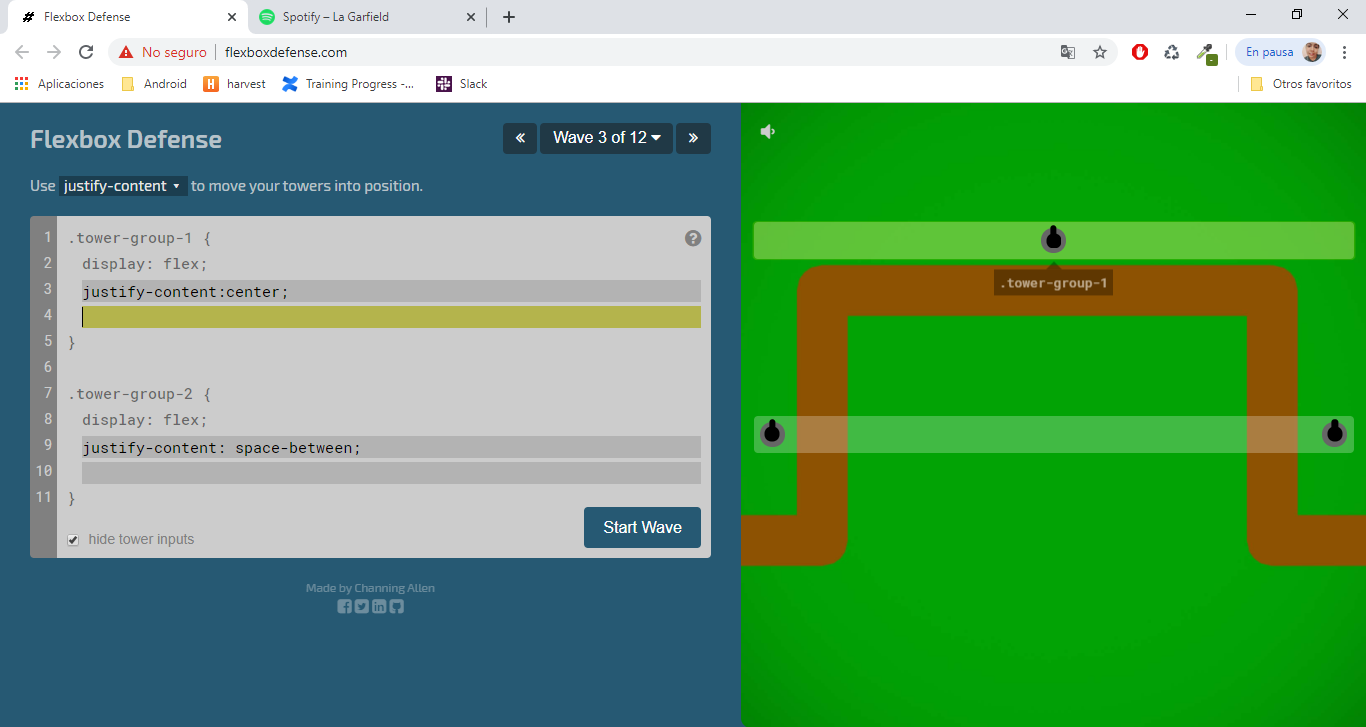 Flexbox Defense
Spotify – La Garfield
No seguro
flexboxdefense.com
En pausa
Aplicaciones
Android
harvest
Training Progress -...
Slack
Otros favoritos
Flexbox Defense
« Wave 3 of 12 »
Use justify-content to move your towers into position.
1 .tower-group-1 {
2 display: flex;
3 justify-content:center;
4
5 }
6
7 .tower-group-2 {
8 display: flex;
9 justify-content: space-between;
10
11 }
hide tower inputs
Start Wave
Made by Channing Allen
.tower-group-1